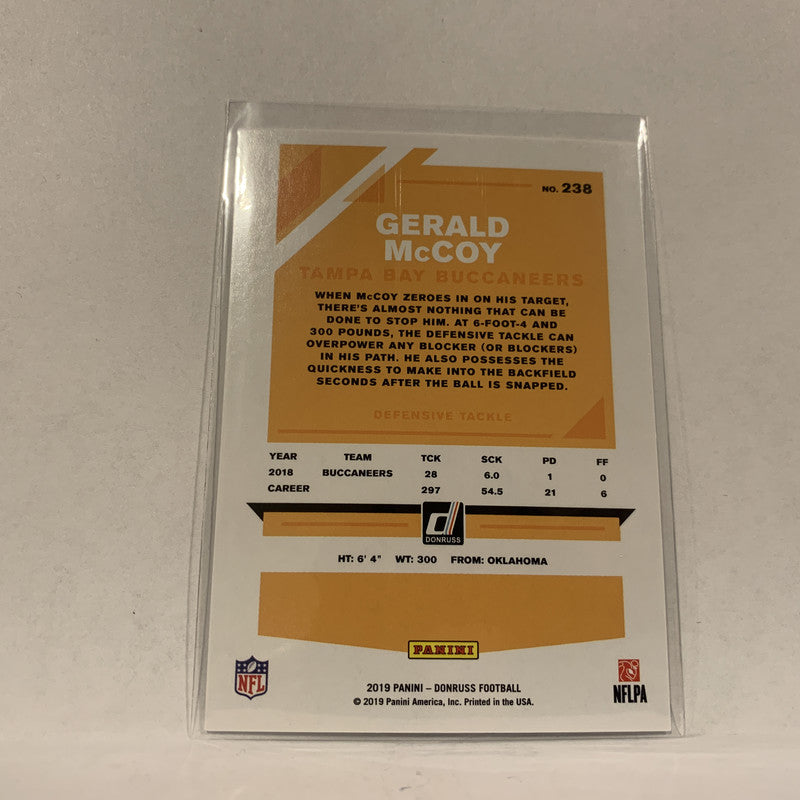 NO. 238
GERALD
McCOY
TAMPA BAY BUCCANEERS
WHEN McCOY ZEROES IN ON HIS TARGET,
THERE'S ALMOST NOTHING THAT CAN BE
DONE TO STOP HIM. AT 6-FOOT-4 AND
300 POUNDS, THE DEFENSIVE TACKLE CAN
OVERPOWER ANY BLOCKER (OR BLOCKERS)
IN HIS PATH. HE ALSO POSSESSES THE
QUICKNESS TO MAKE INTO THE BACKFIELD
SECONDS AFTER THE BALL IS SNAPPED.
DEFENSIVE TACKLE
YEAR TEAM TCK SCK PD FF
2018 BUCCANEERS 28 6.0 1 0
CAREER 297 54.5 21 6
d
DONRUSS
HT: 6' 4" WT: 300 FROM: OKLAHOMA
PANINI
NFL
NFLPA
2019 PANINI – DONRUSS FOOTBALL
© 2019 Panini America, Inc. Printed in the USA.